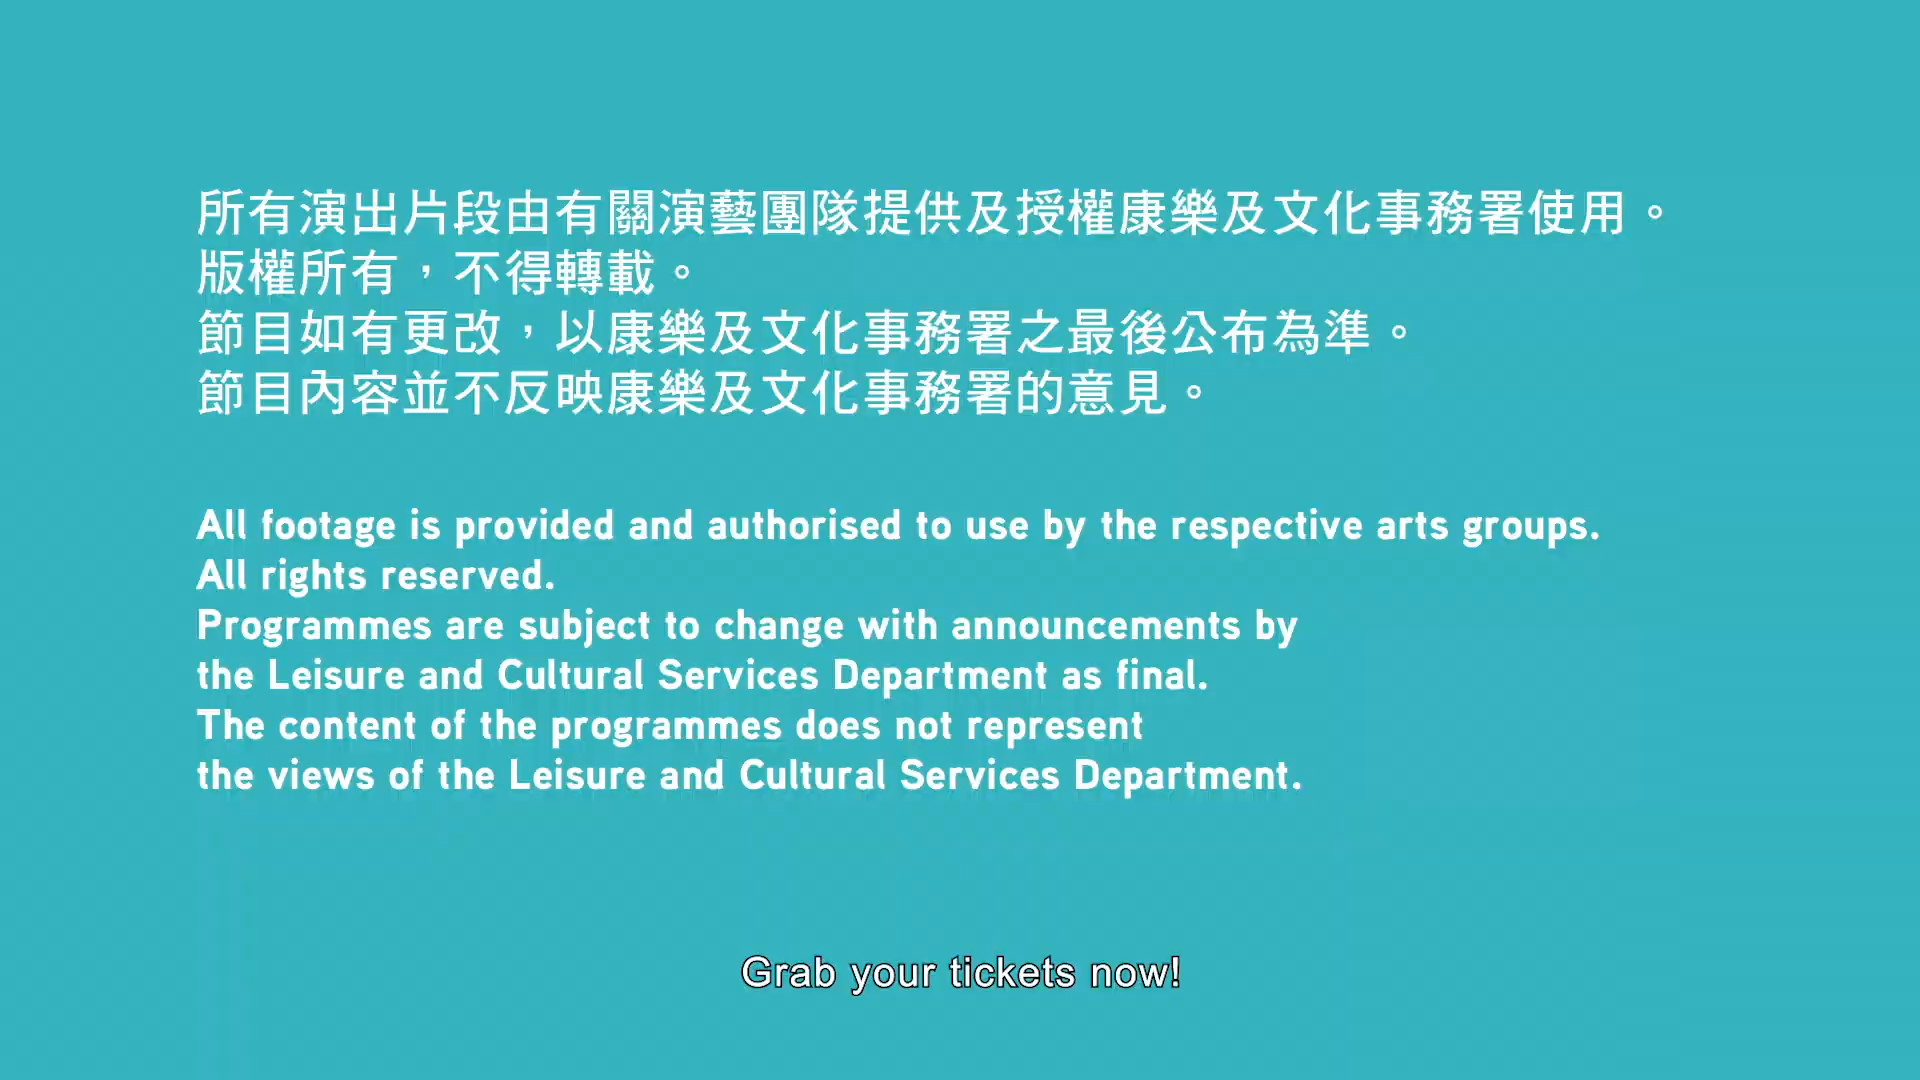 所有演出片段由有關演藝團隊提供及授權康樂及文化事務署使用。
版權所有，不得轉載。
節目如有更改，以康樂及文化事務署之最後公布為準。
節目內容並不反映康樂及文化事務署的意見。
All footage is provided and authorised to use by the respective arts groups.
All rights reserved.
Programmes are subject to change with announcements by
the Leisure and Cultural Services Department as final.
The content of the programmes does not represent
the views of the Leisure and Cultural Services Department.
Grab your tickets now!